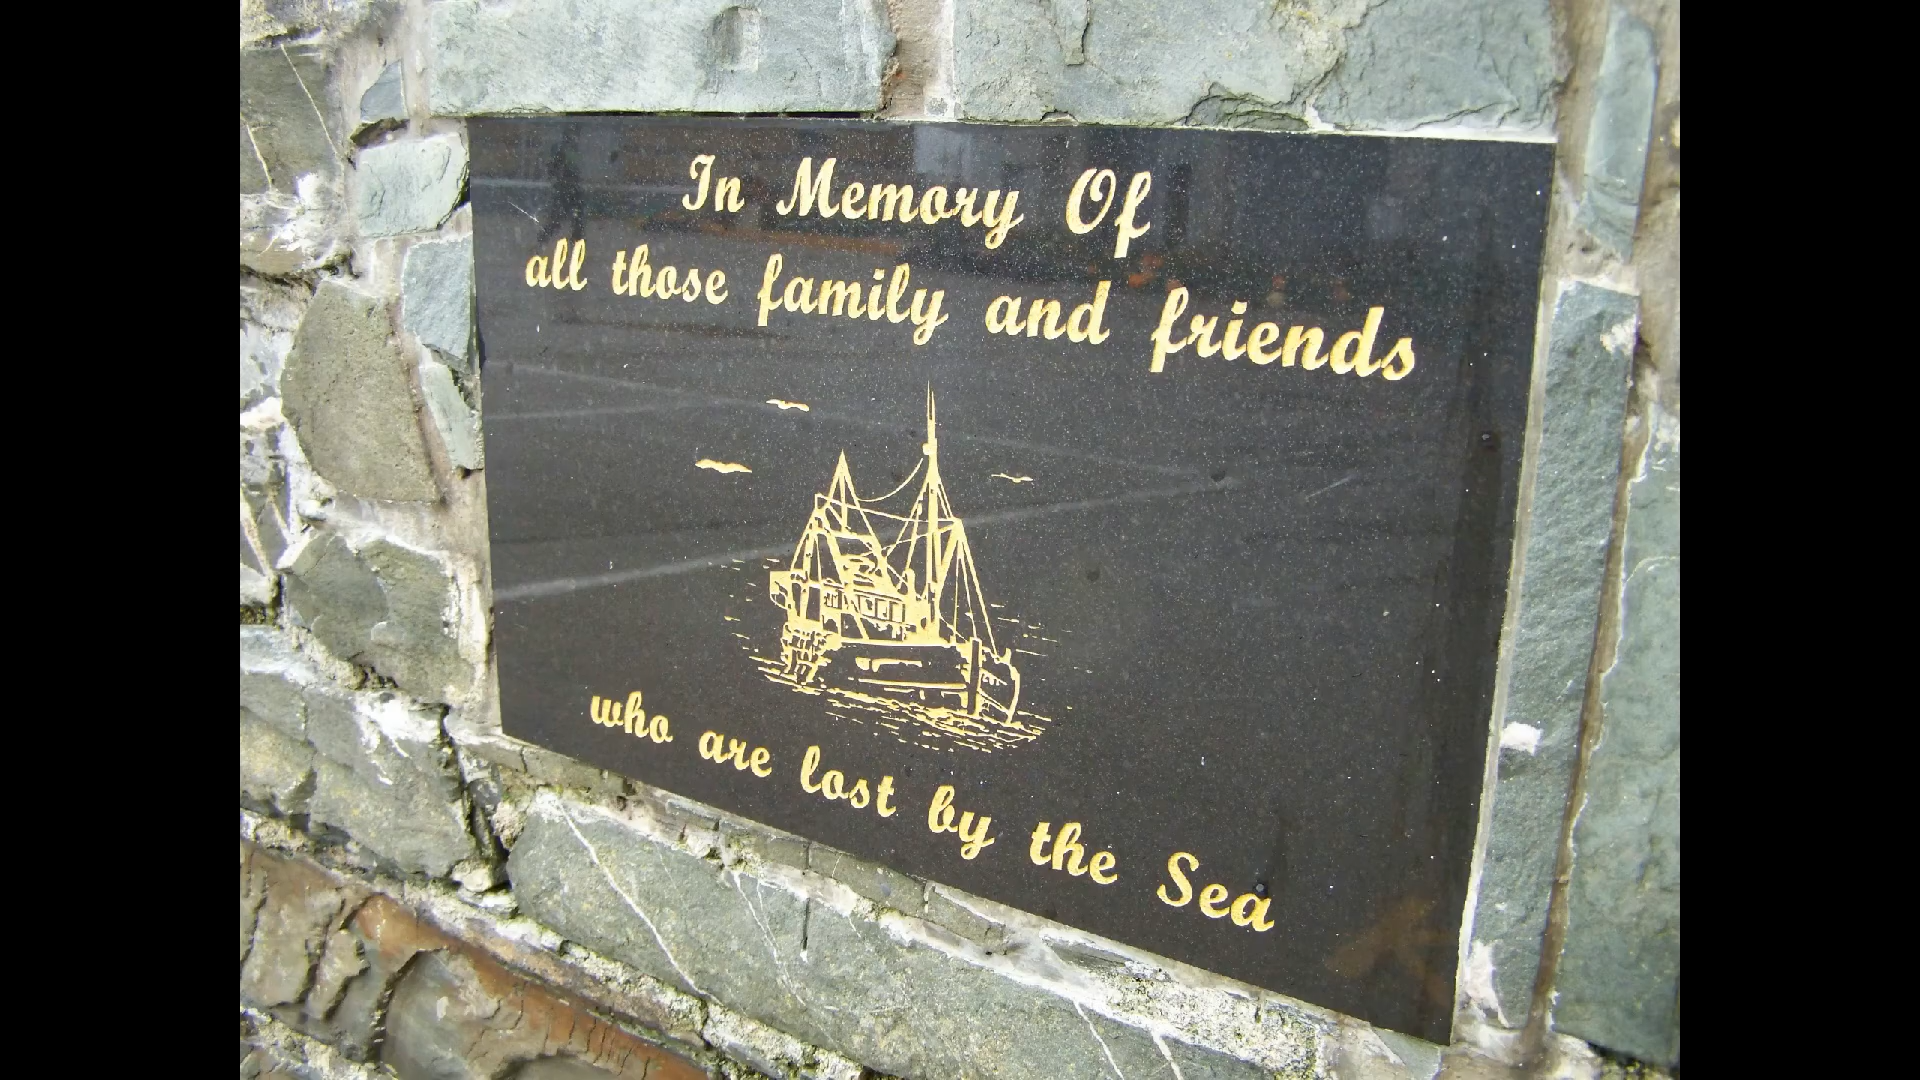 In Memory Of
all those family and friends
who are lost by the Sea